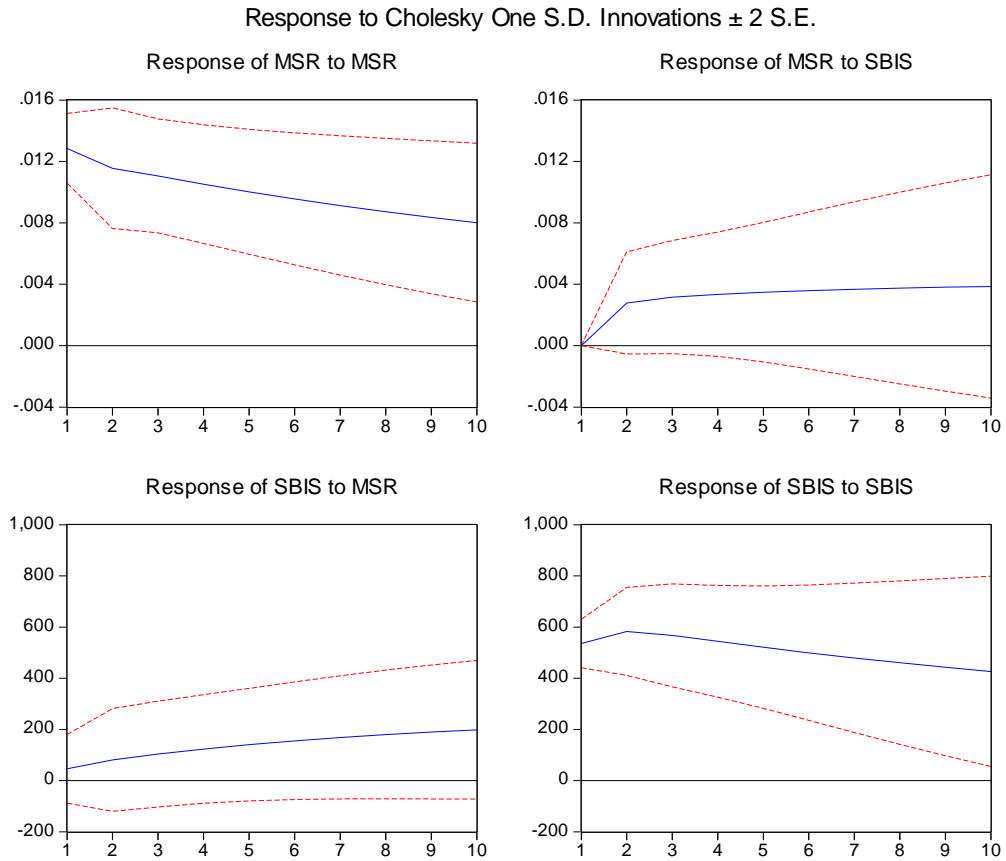 Response to Cholesky One S.D. Innovations ± 2 S.E.
Response of MSR to MSR
.016
.012
.008
.004
.000
-.004
1 2 3 4 5 6 7 8 9 10
Response of MSR to SBIS
.016
.012
.008
.004
.000
-.004
1 2 3 4 5 6 7 8 9 10
Response of SBIS to MSR
1,000
800
600
400
200
0
-200
1 2 3 4 5 6 7 8 9 10
Response of SBIS to SBIS
1,000
800
600
400
200
0
-200
1 2 3 4 5 6 7 8 9 10